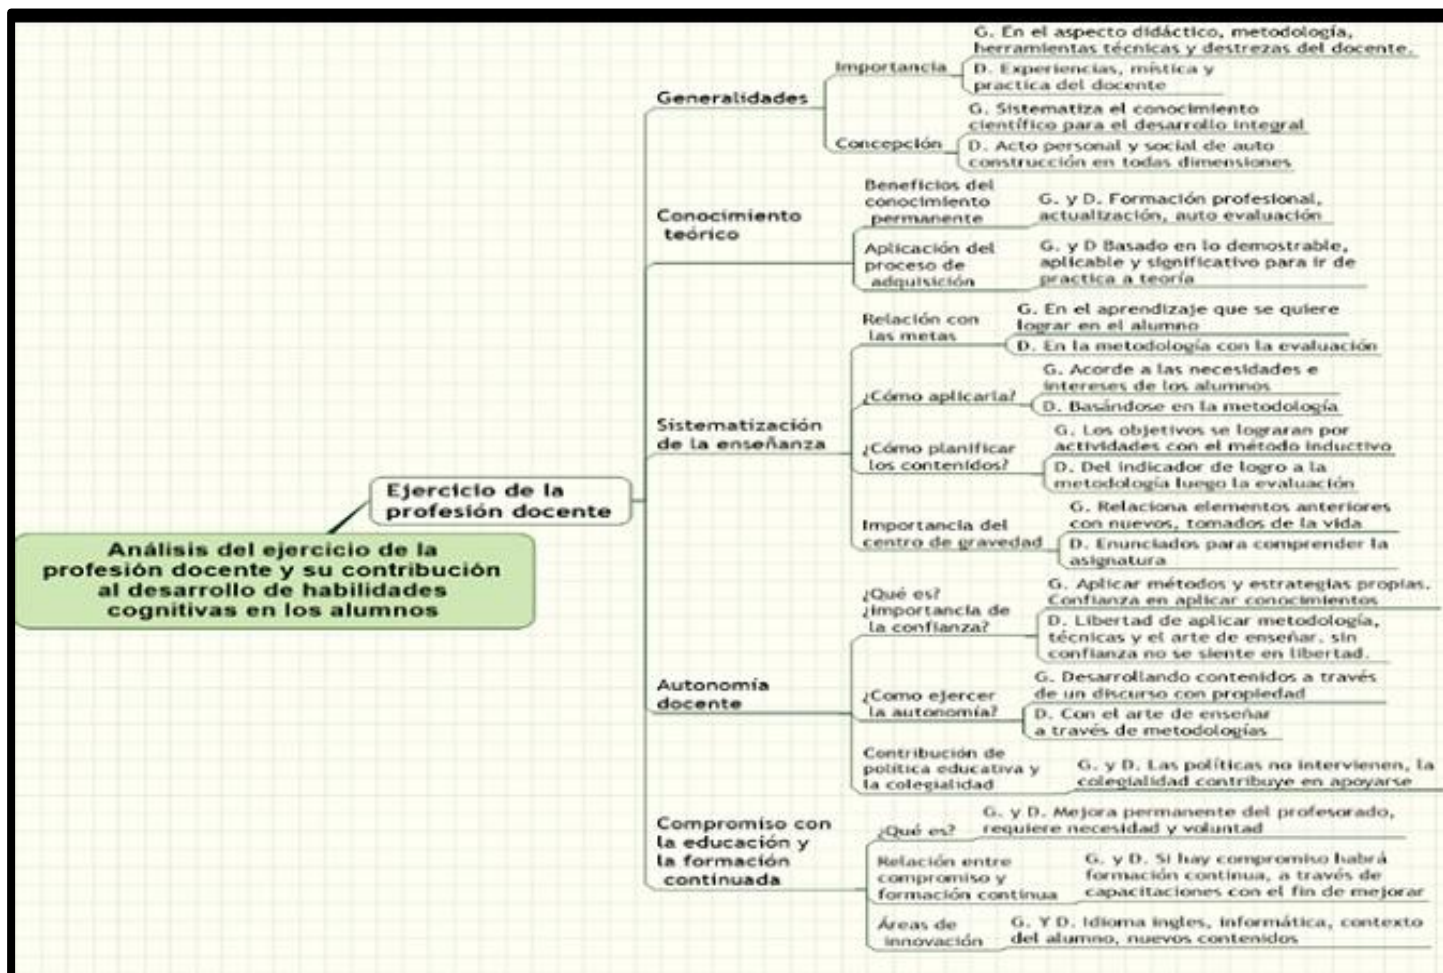 G. En el aspecto didáctico, metodología,
herramientas técnicas y destrezas del docente.
Importancia
D. Experiencias, mística y
practica del docente
Generalidades
G. Sistematiza el conocimiento
científico para el desarrollo integral
Concepción
D. Acto personal y social de auto
construcción en todas dimensiones
Beneficios del
conocimiento
permanente
G. y D. Formación profesional,
actualización, auto evaluación
Conocimiento
teórico
Aplicación del
proceso de
adquisición
G. y D Basado en lo demostrable,
aplicable y significativo para ir de
practica a teoría
Relación con
las metas
G. En el aprendizaje que se quiere
lograr en el alumno
D. En la metodología con la evaluación
¿Cómo aplicarla?
G. Acorde a las necesidades e
intereses de los alumnos
D. Basándose en la metodología
Sistematización
de la enseñanza
¿Cómo planificar
los contenidos?
G. Los objetivos se lograran por
actividades con el método inductivo
D. Del indicador de logro a la
metodología luego la evaluación
Importancia del
centro de gravedad
G. Relaciona elementos anteriores
con nuevos, tomados de la vida
D. Enunciados para comprender la
asignatura
Ejercicio de la
profesión docente
Análisis del ejercicio de la
profesión docente y su contribución
al desarrollo de habilidades
cognitivas en los alumnos
¿Qué es?
¿importancia de
la confianza?
G. Aplicar métodos y estrategias propias.
Confianza en aplicar conocimientos
D. Libertad de aplicar metodología,
técnicas y el arte de enseñar. sin
confianza no se siente en libertad.
Autonomía
docente
¿Como ejercer
la autonomía?
G. Desarrollando contenidos a través
de un discurso con propiedad
D. Con el arte de enseñar
a través de metodologías
Contribución de
política educativa y
la colegialidad
G. y D. Las políticas no intervienen, la
colegialidad contribuye en apoyarse
Compromiso con
la educación y
la formación
continuada
¿Qué es?
G. y D. Mejora permanente del profesorado,
requiere necesidad y voluntad
Relación entre
compromiso y
formación continua
G. y D. Si hay compromiso habrá
formación continua, a través de
capacitaciones con el fin de mejorar
Áreas de
innovación
G. Y D. Idioma ingles, informática, contexto
del alumno, nuevos contenidos